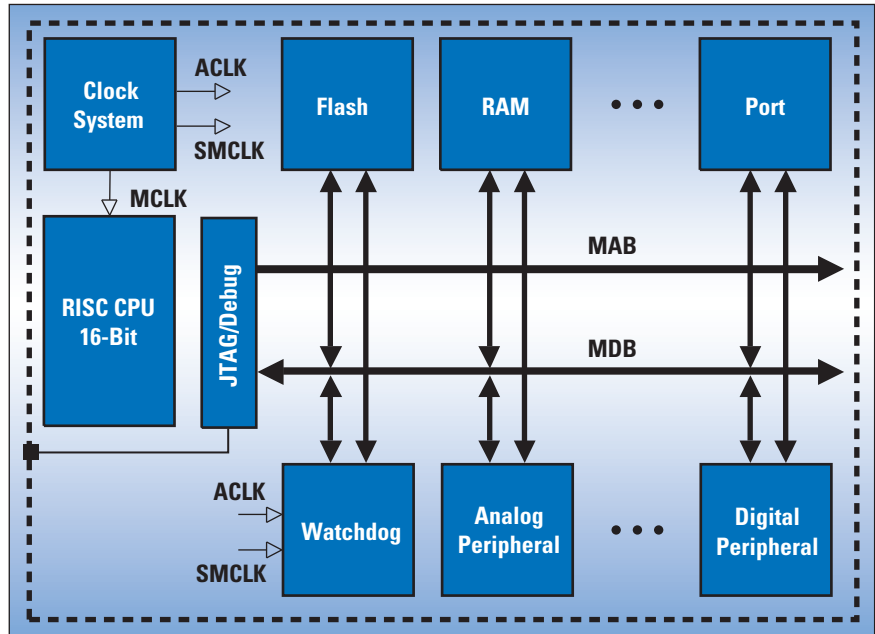 Clock
System
ACLK
SMCLK
Flash
RAM
Port
MCLK
RISC CPU
16-Bit
JTAG/Debug
MAB
MDB
ACLK
SMCLK
Watchdog
Analog
Peripheral
Digital
Peripheral